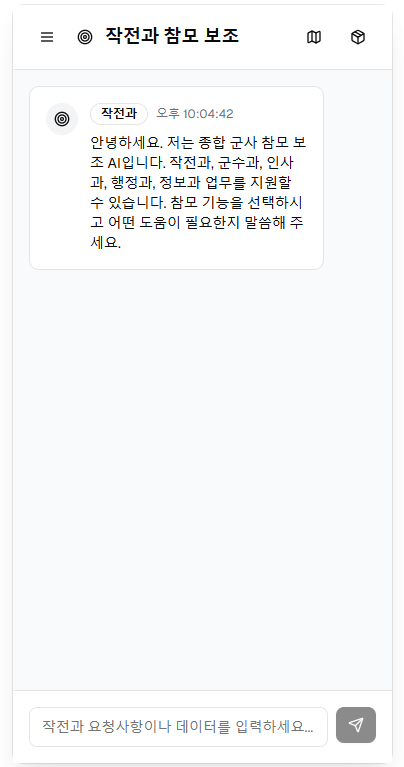 작전과 참모 보조
작전과 오후 10:04:42
안녕하세요. 저는 종합 군사 참모 보
조 AI입니다. 작전과, 군수과, 인사
과, 행정과, 정보과 업무를 지원할
수 있습니다. 참모 기능을 선택하시
고 어떤 도움이 필요한지 말씀해 주
세요.
작전과 요청사항이나 데이터를 입력하세요...